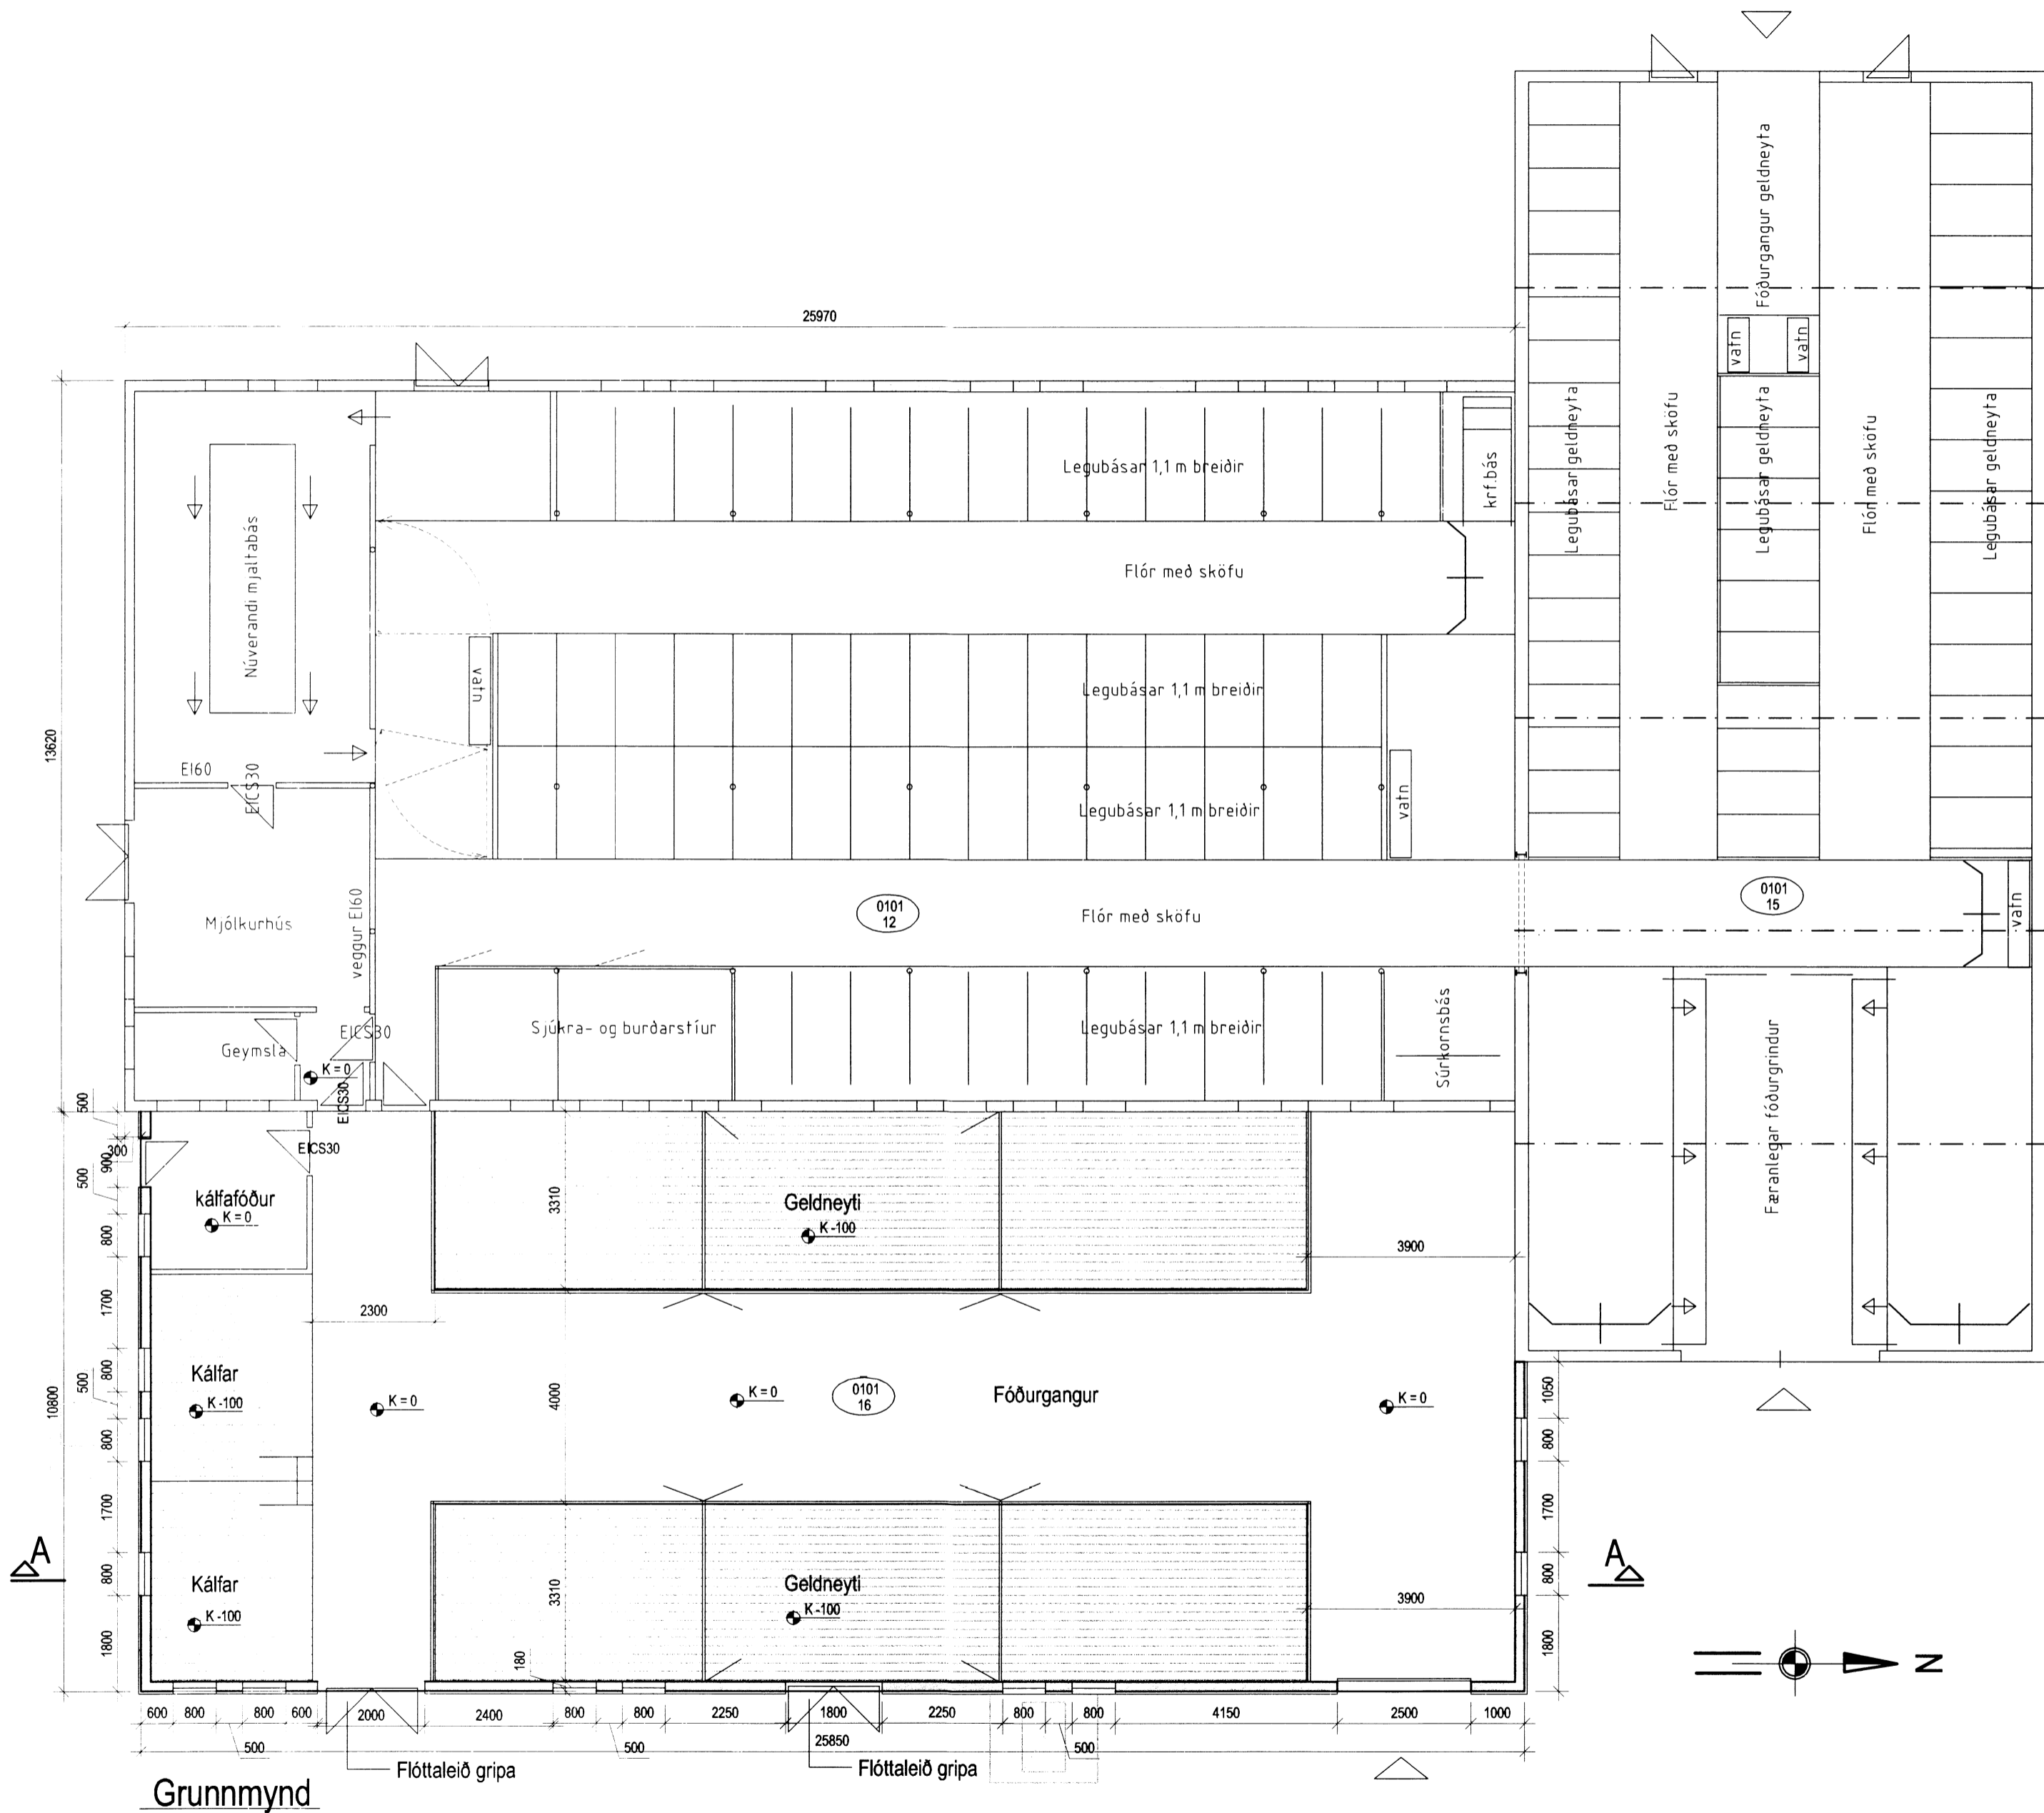 25970
13620
10800
Núverandi mjaltabás
Legubásar 1,1 m breiðir
krf.bás
Flór með sköfu
vatn
Legubásar 1,1 m breiðir
Legubásar 1,1 m breiðir
vatn
EI60
EICS30
Mjólkurhús
veggur EI60
0101
12
Flór með sköfu
Sjúkra- og burðarstíur
Legubásar 1,1 m breiðir
Súrkornsbás
Geymsla
EICS30
K = 0
EICS30
Fóðurgangur geldneyta
vatn
vatn
Legubásar geldneyta
Flór með sköfu
Legubásar geldneyta
Flór með sköfu
Legubásar geldneyta
0101
15
vatn
Færanlegar fóðurgrindur
EICS30
kálfafóður
K = 0
3310
Geldneyti
K -100
3900
2300
Kálfar
K -100
K = 0
4000
K = 0
0101
16
Fóðurgangur
K = 0
Kálfar
K -100
3310
180
Geldneyti
K -100
3900
500
300
900
500
800
1700
800
500
800
1700
800
1800
1050
800
1700
800
1800
A
A
N
600
800
800
600
2000
2400
800
800
2250
1800
2250
800
800
4150
2500
1000
500
500
25850
500
Flóttaleið gripa
Flóttaleið gripa
Grunnmynd